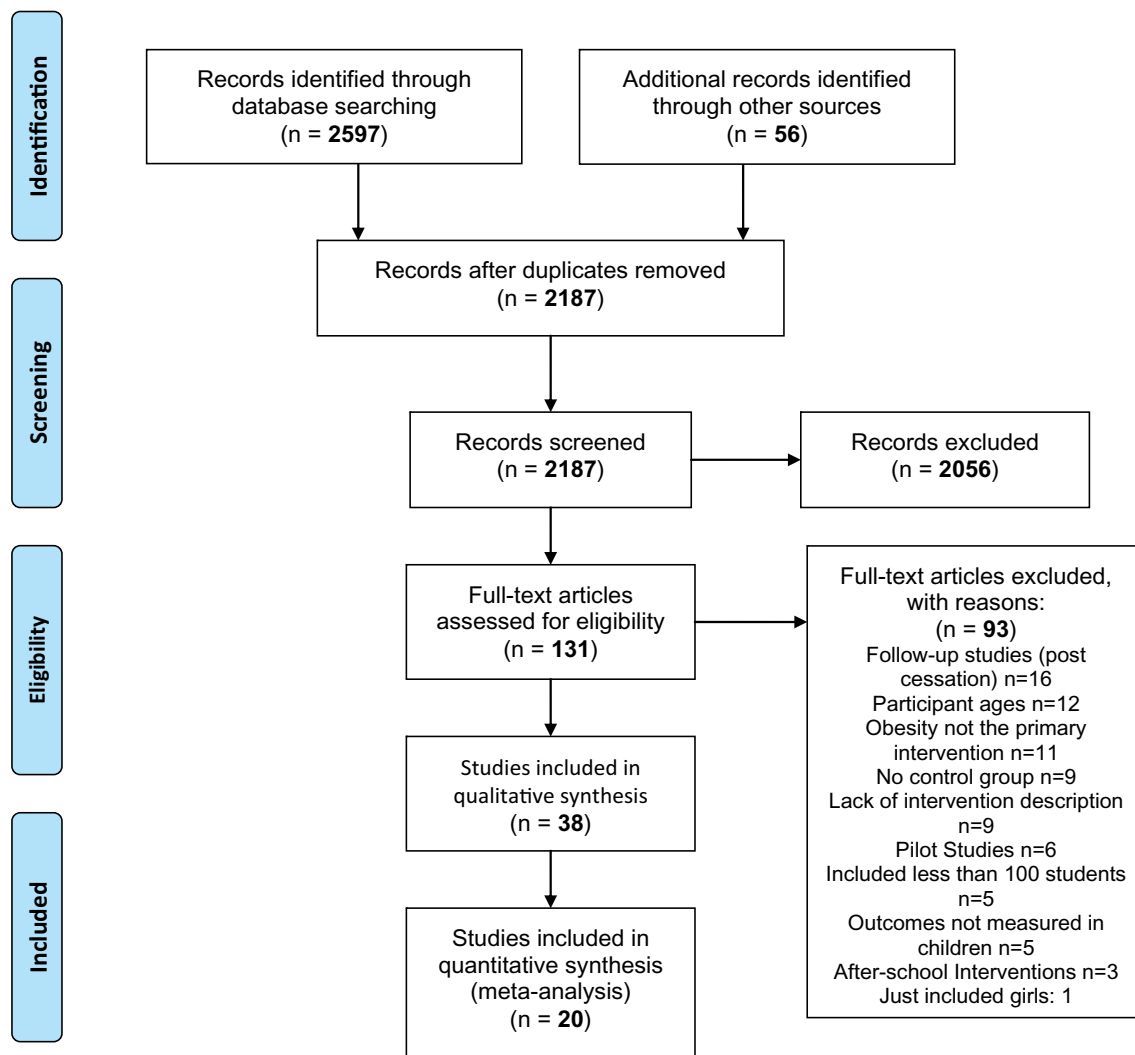 Identification
Records identified through
database searching
(n = 2597)
Additional records identified
through other sources
(n = 56)
Records after duplicates removed
(n = 2187)
Screening
Records screened
(n = 2187)
Records excluded
(n = 2056)
Eligibility
Full-text articles
assessed for eligibility
(n = 131)
Full-text articles excluded,
with reasons:
(n = 93)
Follow-up studies (post
cessation) n=16
Participant ages n=12
Obesity not the primary
intervention n=11
No control group n=9
Lack of intervention description
n=9
Pilot Studies n=6
Included less than 100 students
n=5
Outcomes not measured in
children n=5
After-school Interventions n=3
Just included girls: 1
Studies included in
qualitative synthesis
(n = 38)
Included
Studies included in
quantitative synthesis
(meta-analysis)
(n = 20)